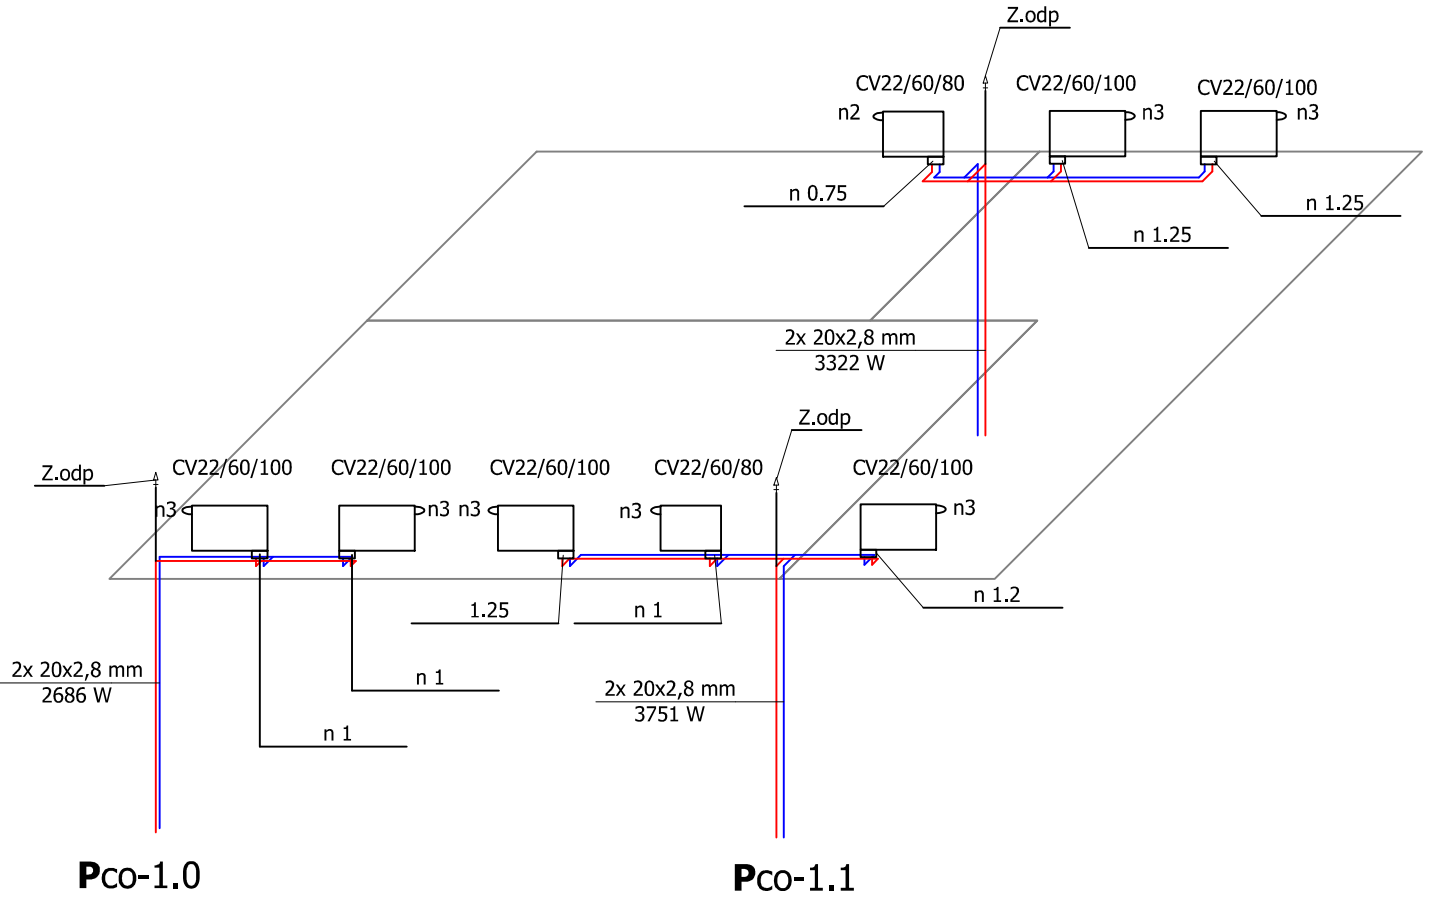 Z.odp
CV22/60/80
CV22/60/100
CV22/60/100
n2
n3
n3
n 0.75
n 1.25
n 1.25
2x 20x2,8 mm
3322 W
Z.odp
Z.odp
CV22/60/100
CV22/60/100
CV22/60/100
CV22/60/80
CV22/60/100
n3
n3
n3
n3
n3
1.25
n 1
n 1.2
2x 20x2,8 mm
2686 W
n 1
2x 20x2,8 mm
3751 W
n 1
Pco-1.0
Pco-1.1